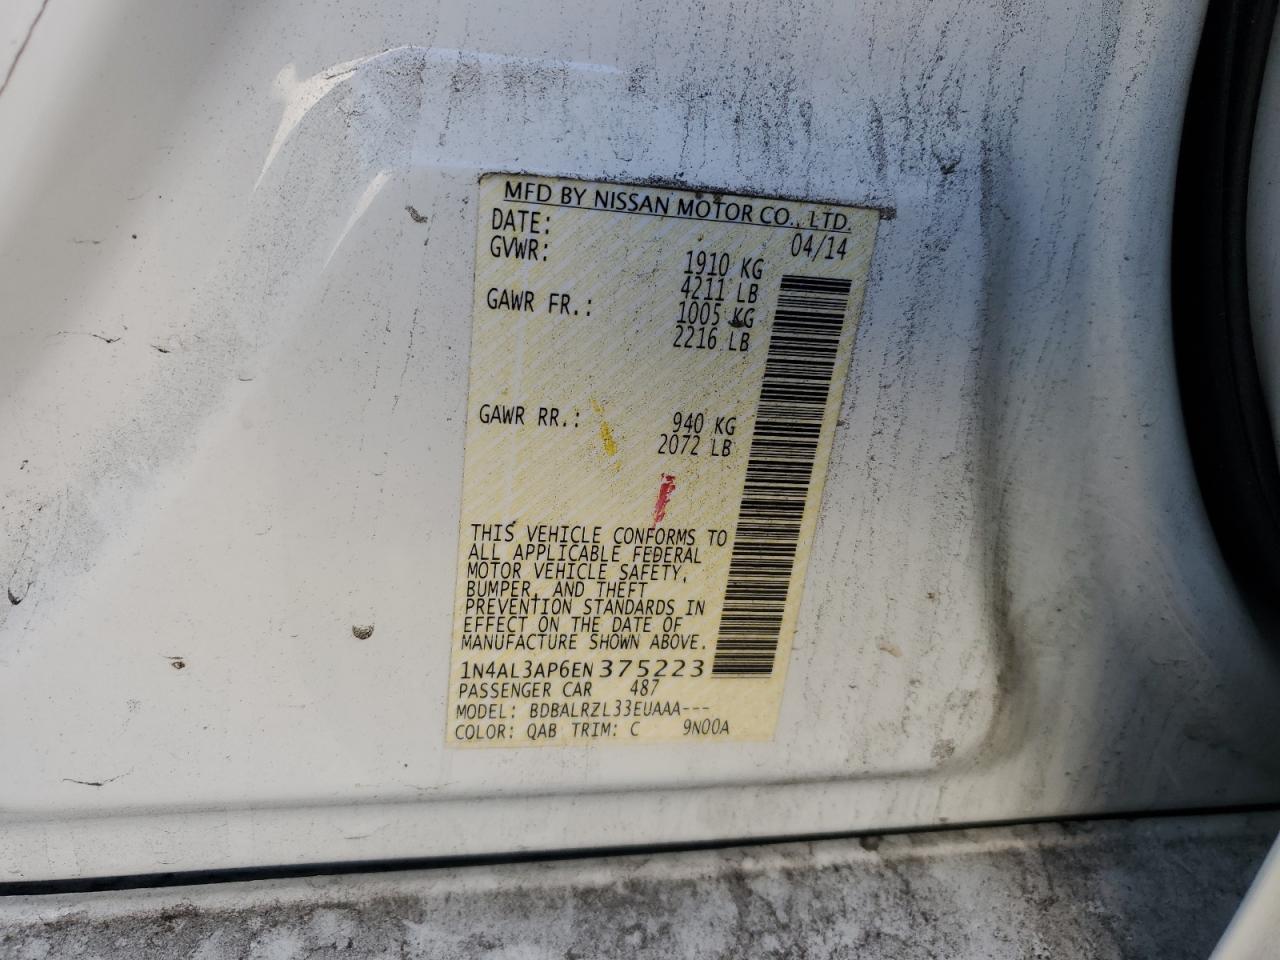 MFD BY NISSAN MOTOR CO., LTD.
DATE: 04/14
GVWR: 1910 KG
4211 LB
GAWR FR.: 1005 KG
2216 LB
GAWR RR.: 940 KG
2072 LB
THIS VEHICLE CONFORMS TO
ALL APPLICABLE FEDERAL
MOTOR VEHICLE SAFETY,
BUMPER, AND THEFT
PREVENTION STANDARDS IN
EFFECT ON THE DATE OF
MANUFACTURE SHOWN ABOVE.
1N4AL3AP6EN375223
PASSENGER CAR 487
MODEL: BDBALRZL33EUAAA---
COLOR: QAB TRIM: C 9N00A